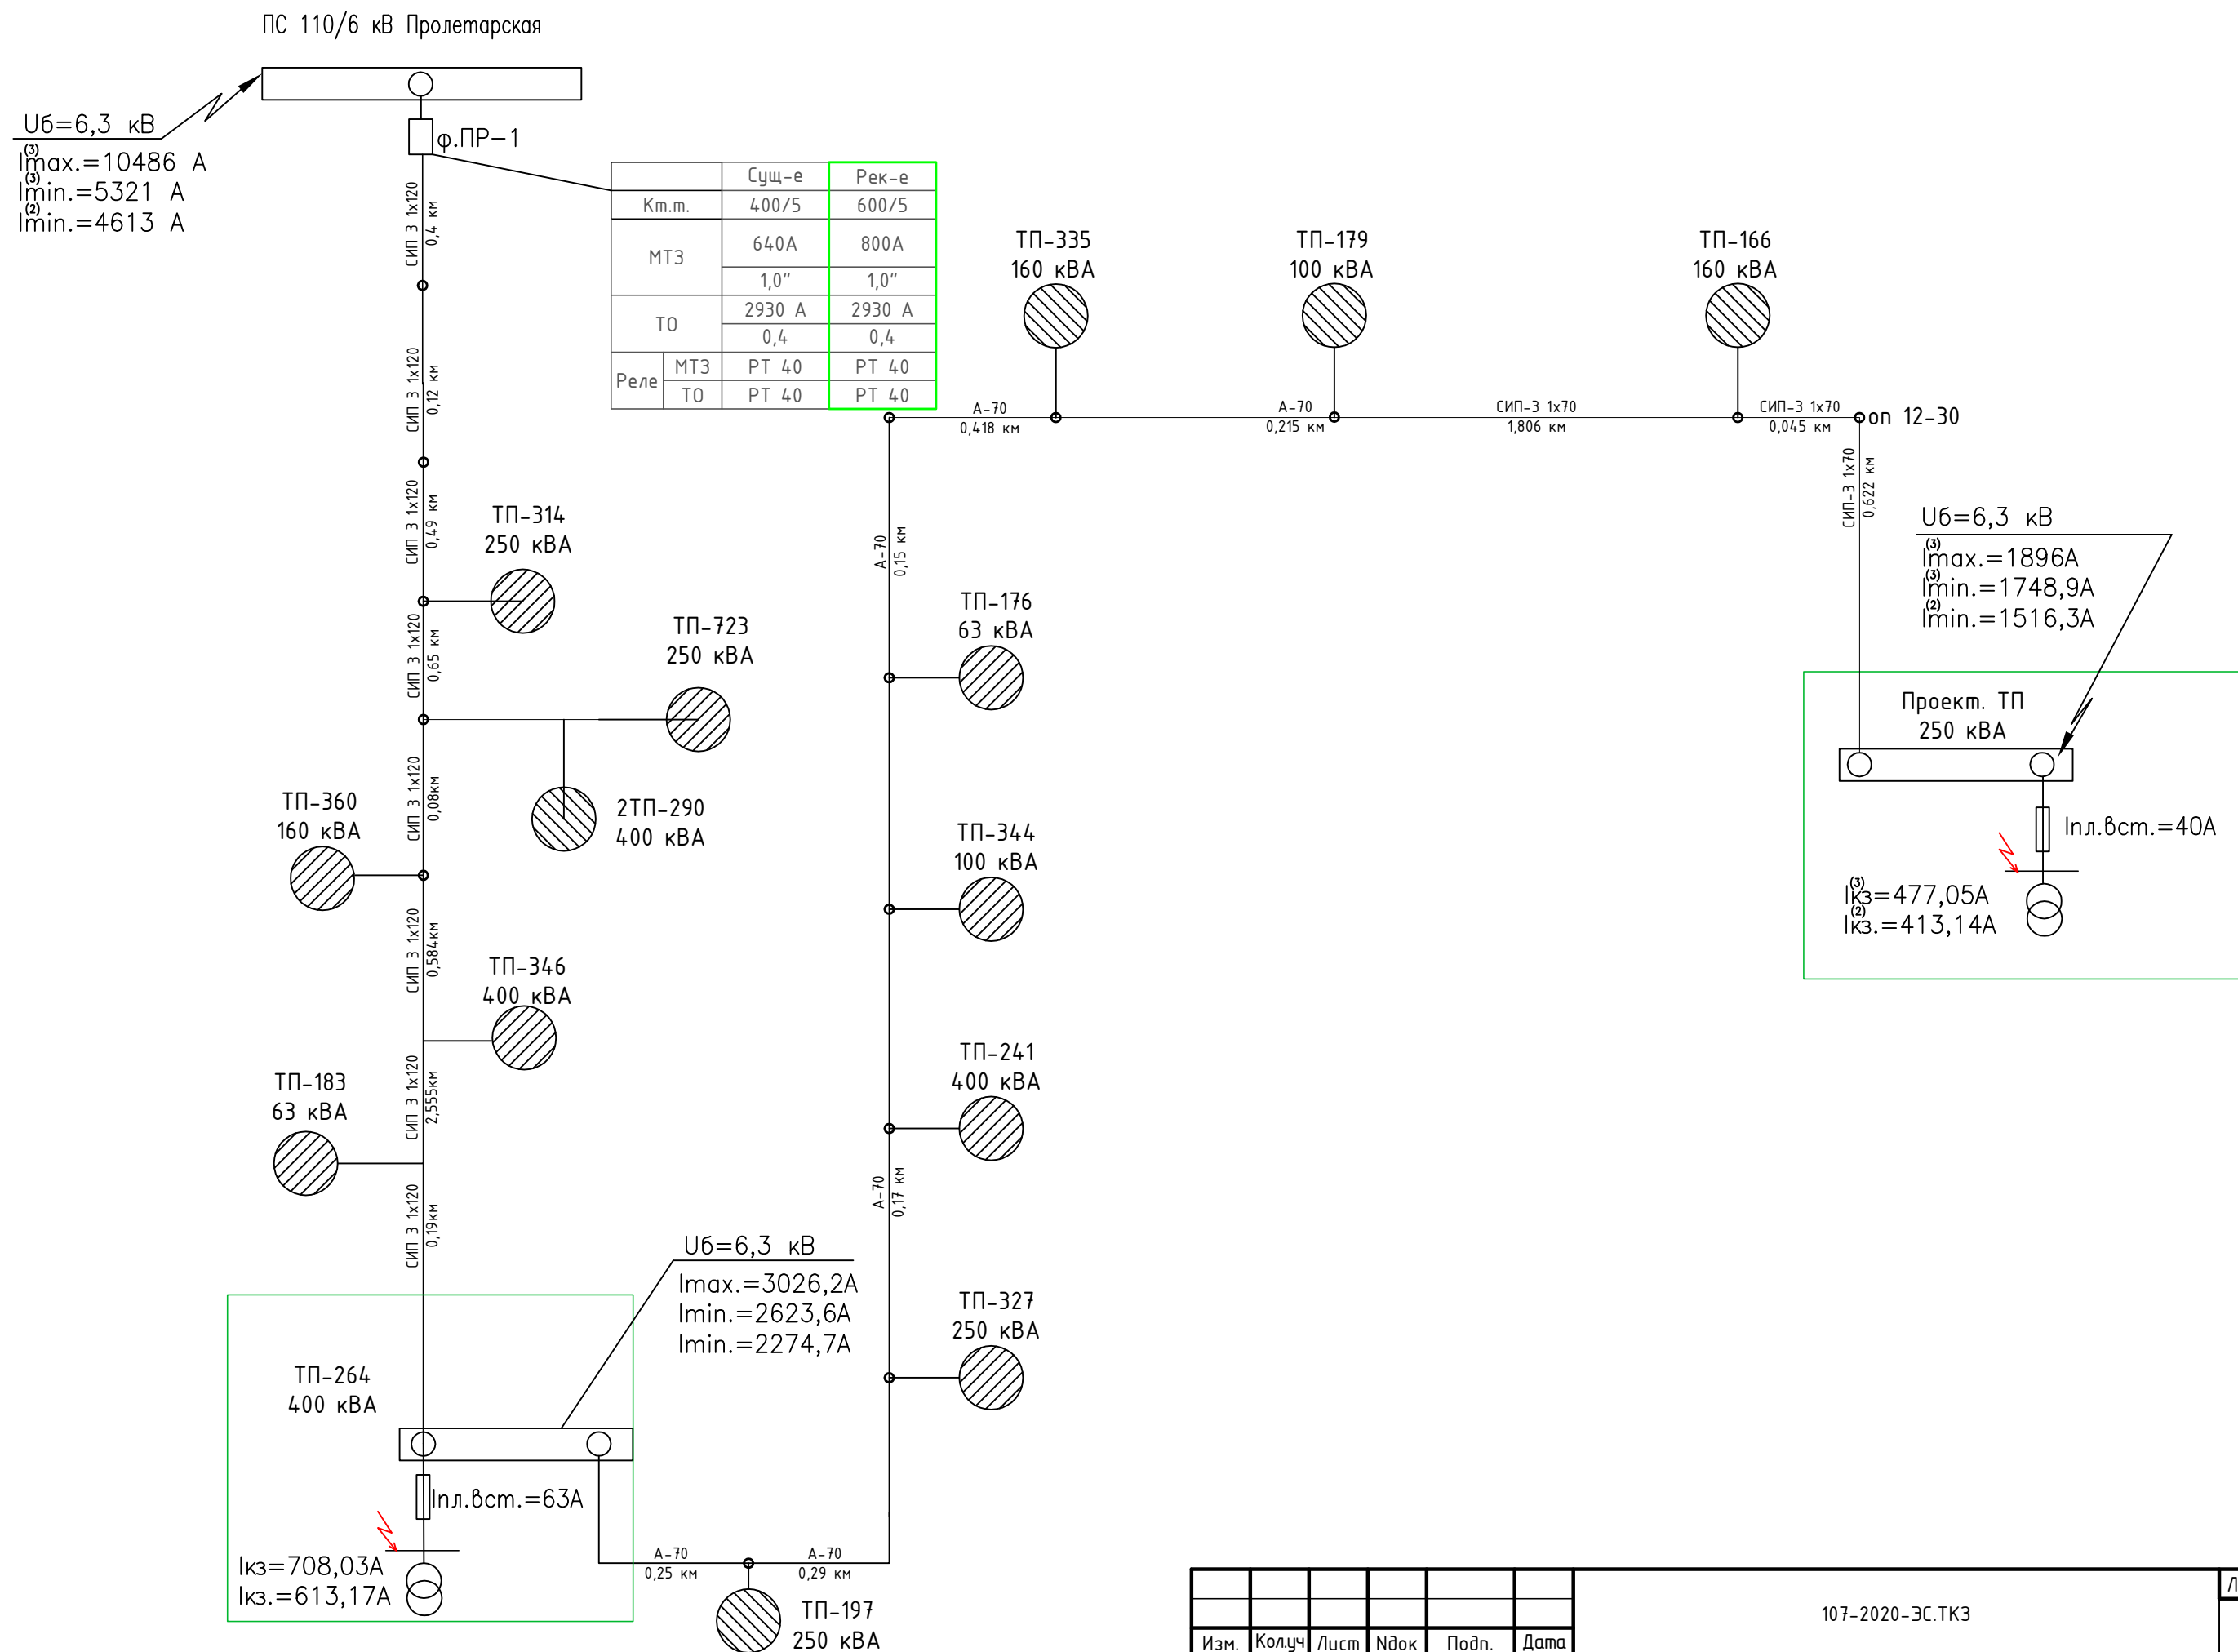 ПС 110/6 кВ Пролетарская
Uб=6,3 кВ
I(3)max.=10486 А
I(3)min.=5321 А
I(2)min.=4613 А
ф.ПР-1
Сущ-е Рек-е
Кт.т. 400/5 600/5
МТЗ 640А 800А
1,0" 1,0"
ТО 2930 А 2930 А
0,4 0,4
Реле МТЗ РТ 40 РТ 40
ТО РТ 40 РТ 40
СИП 3 1х120
0,4 км
СИП 3 1х120
0,12 км
СИП 3 1х120
0,49 км
ТП-314
250 кВА
СИП 3 1х120
0,65 км
ТП-723
250 кВА
2ТП-290
400 кВА
СИП 3 1х120
0,08км
ТП-360
160 кВА
СИП 3 1х120
0,584км
ТП-346
400 кВА
СИП 3 1х120
2,555км
ТП-183
63 кВА
СИП 3 1х120
0,19км
Uб=6,3 кВ
Imax.=3026,2А
Imin.=2623,6А
Imin.=2274,7А
ТП-264
400 кВА
Iпл.вст.=63А
Iкз=708,03А
Iкз.=613,17А
А-70
0,25 км
А-70
0,29 км
ТП-197
250 кВА
ТП-327
250 кВА
А-70
0,17 км
ТП-241
400 кВА
ТП-344
100 кВА
ТП-176
63 кВА
А-70
0,15 км
А-70
0,418 км
ТП-335
160 кВА
А-70
0,215 км
ТП-179
100 кВА
СИП-3 1х70
1,806 км
ТП-166
160 кВА
СИП-3 1х70
0,045 км
оп 12-30
СИП-3 1х70
0,622 км
Uб=6,3 кВ
I(3)max.=1896А
I(3)min.=1748,9А
I(2)min.=1516,3А
Проект. ТП
250 кВА
Iпл.вст.=40А
I(3)кз=477,05А
I(2)кз.=413,14А
107-2020-ЭС.ТКЗ
Изм. Кол.уч Лист Nдок Подп. Дата